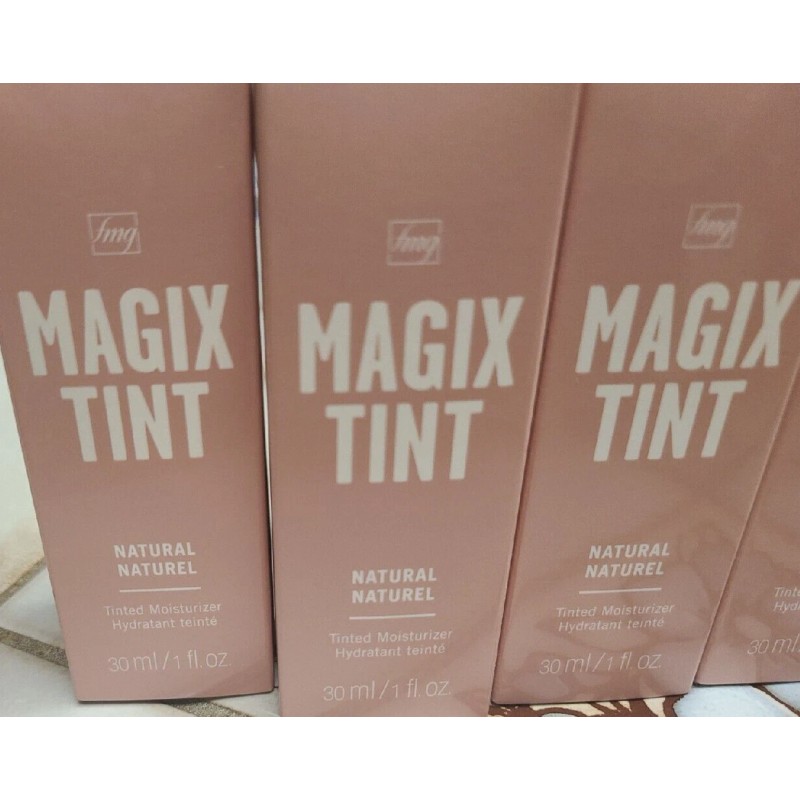 fmg
MAGIX
TINT
NATURAL
NATUREL
Tinted Moisturizer
Hydratant teinté
30 ml/1 fl. oz.
fmg
MAGIX
TINT
NATURAL
NATUREL
Tinted Moisturizer
Hydratant teinté
30 ml/1 fl. oz.
fmg
MAGIX
TINT
NATURAL
NATUREL
Tinted Moisturizer
Hydratant teinté
30 ml/1 fl. oz.
30 ml